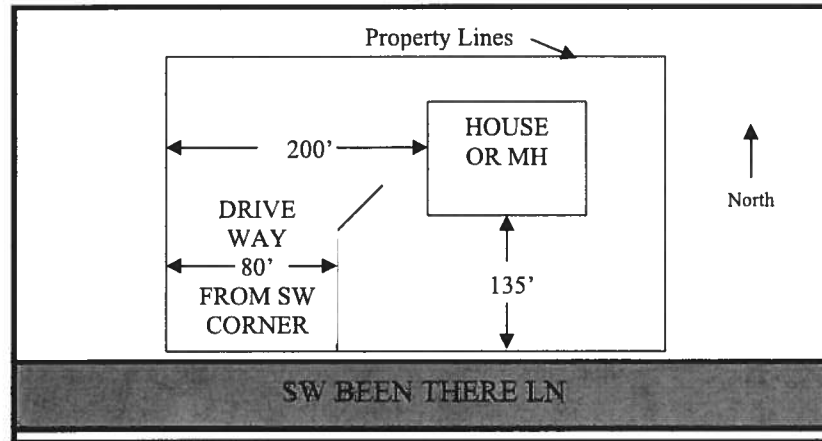 Property Lines
HOUSE
OR MH
200'
North
DRIVE
WAY
80'
FROM SW
CORNER
135'
SW BEEN THERE LN